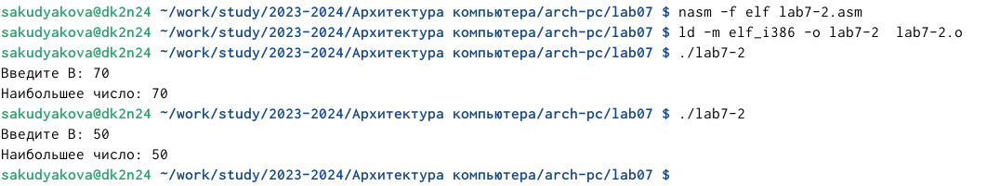 sakudyakova@dk2n24 ~/work/study/2023-2024/Архитектура компьютера/arch-pc/lab07 $ nasm -f elf lab7-2.asm
sakudyakova@dk2n24 ~/work/study/2023-2024/Архитектура компьютера/arch-pc/lab07 $ ld -m elf_i386 -o lab7-2  lab7-2.o
sakudyakova@dk2n24 ~/work/study/2023-2024/Архитектура компьютера/arch-pc/lab07 $ ./lab7-2
Введите B: 70
Наибольшее число: 70
sakudyakova@dk2n24 ~/work/study/2023-2024/Архитектура компьютера/arch-pc/lab07 $ ./lab7-2
Введите B: 50
Наибольшее число: 50
sakudyakova@dk2n24 ~/work/study/2023-2024/Архитектура компьютера/arch-pc/lab07 $